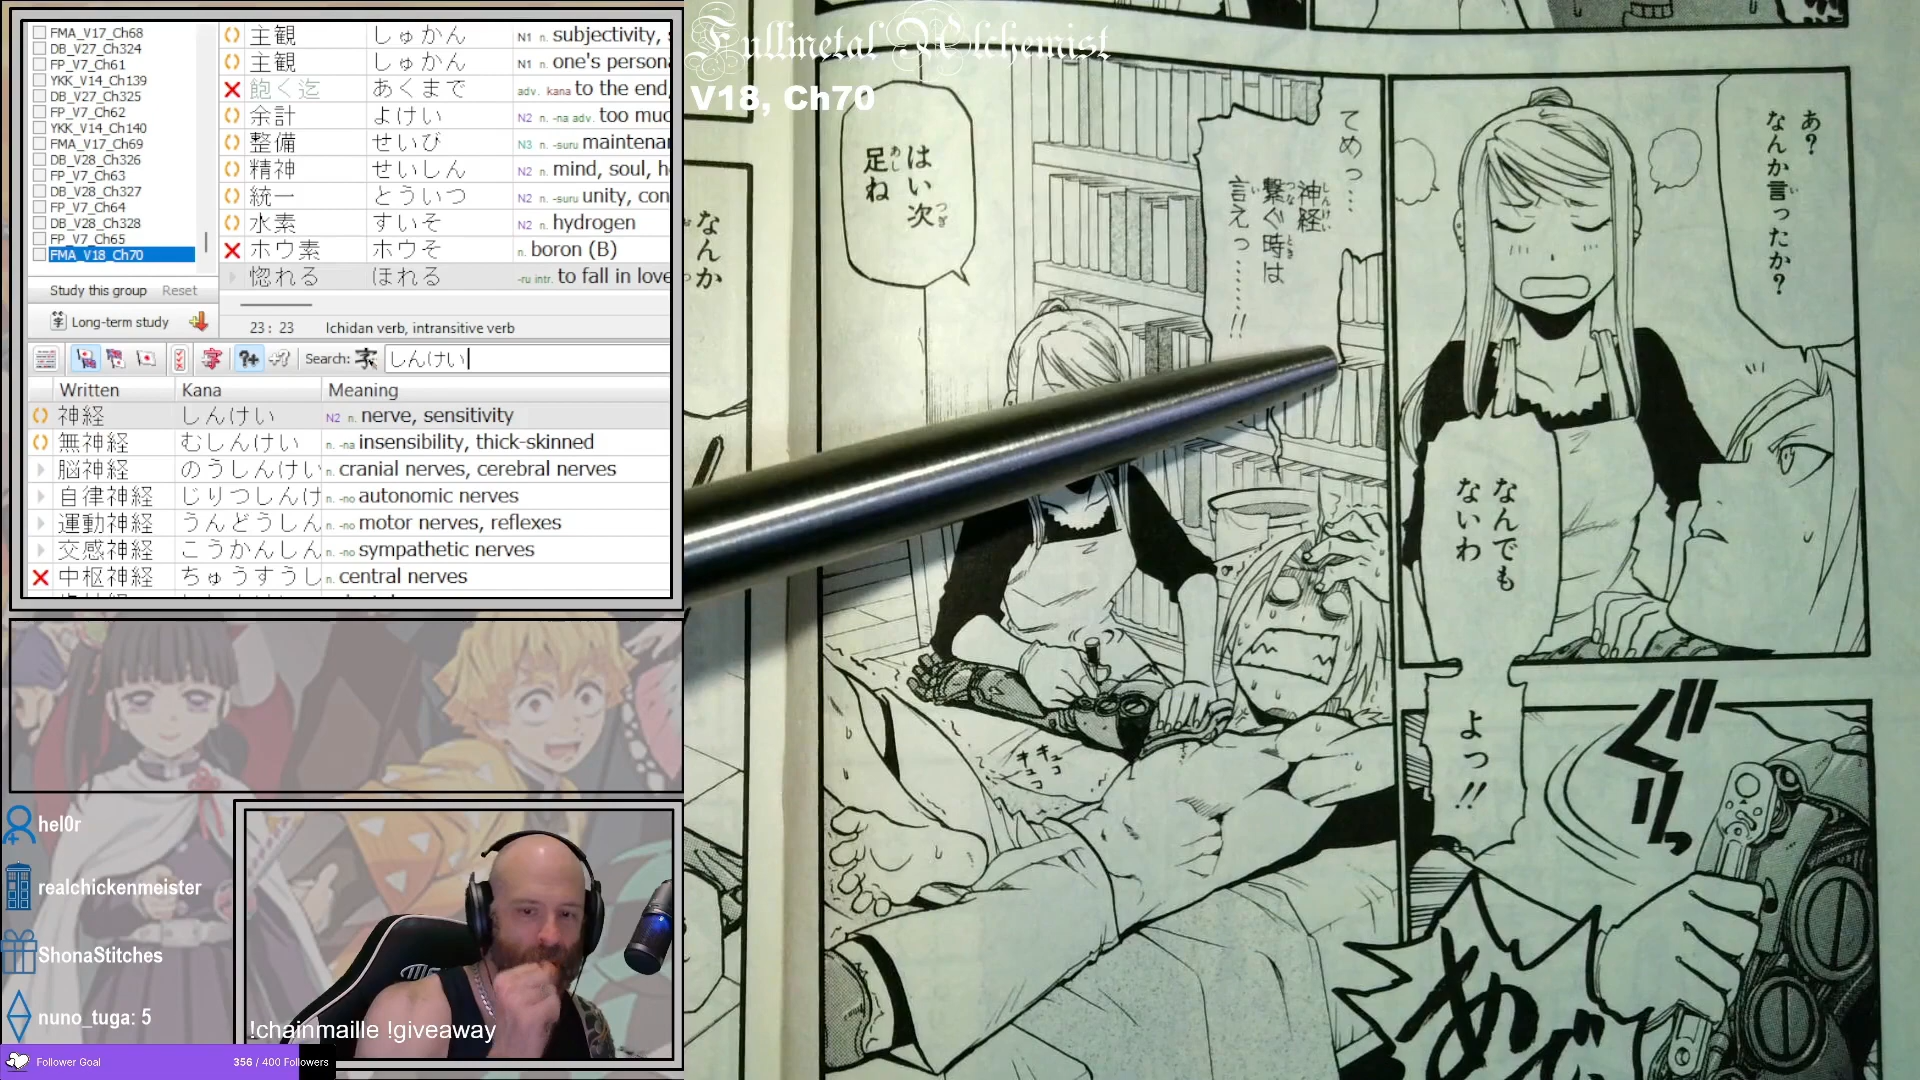 FMA_V17_Ch68
DB_V27_Ch324
FP_V7_Ch61
YKK_V14_Ch139
DB_V27_Ch325
FP_V7_Ch62
YKK_V14_Ch140
FMA_V17_Ch69
DB_V28_Ch326
FP_V7_Ch63
DB_V28_Ch327
FP_V7_Ch64
DB_V28_Ch328
FP_V7_Ch65
FMA_V18_Ch70
Study this group Reset
Long-term study
主観 しゅかん N1 n. subjectivity,
主観 しゅかん N1 n. one's person
飽く迄 あくまで adv. kana to the end,
余計 よけい N2 n. -na adv. too muc
整備 せいび N3 n. -suru maintena
精神 せいしん N2 n. mind, soul, h
統一 とういつ N2 n. -suru unity, con
水素 すいそ N2 n. hydrogen
ホウ素 ホウそ n. boron (B)
惚れる ほれる -ru intr. to fall in love
23: 23 Ichidan verb, intransitive verb
Search: しんけい
Written Kana Meaning
神経 しんけい N2 n. nerve, sensitivity
無神経 むしんけい n. -na insensibility, thick-skinned
脳神経 のうしんけい n. cranial nerves, cerebral nerves
自律神経 じりつしんけ n. -no autonomic nerves
運動神経 うんどうしん n. -no motor nerves, reflexes
交感神経 こうかんしん n. -no sympathetic nerves
中枢神経 ちゅうすうし n. central nerves
Fullmetal Alchemist
V18, Ch70
あ?
なんか言ったか?
なんでも
ないわ
よっ!!
ぐりっ
てめっ…
神経
繋ぐ時は
言えっ……!!
はい次
足ね
キュコ
キュコ
なんか
hel0r
realchickenmeister
ShonaStitches
nuno_tuga: 5
!chainmaille !giveaway
Follower Goal 356 / 400 Followers